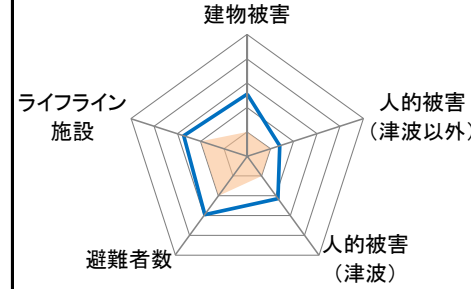 建物被害
人的被害
（津波以外）
人的被害
（津波）
避難者数
ライフライン
施設